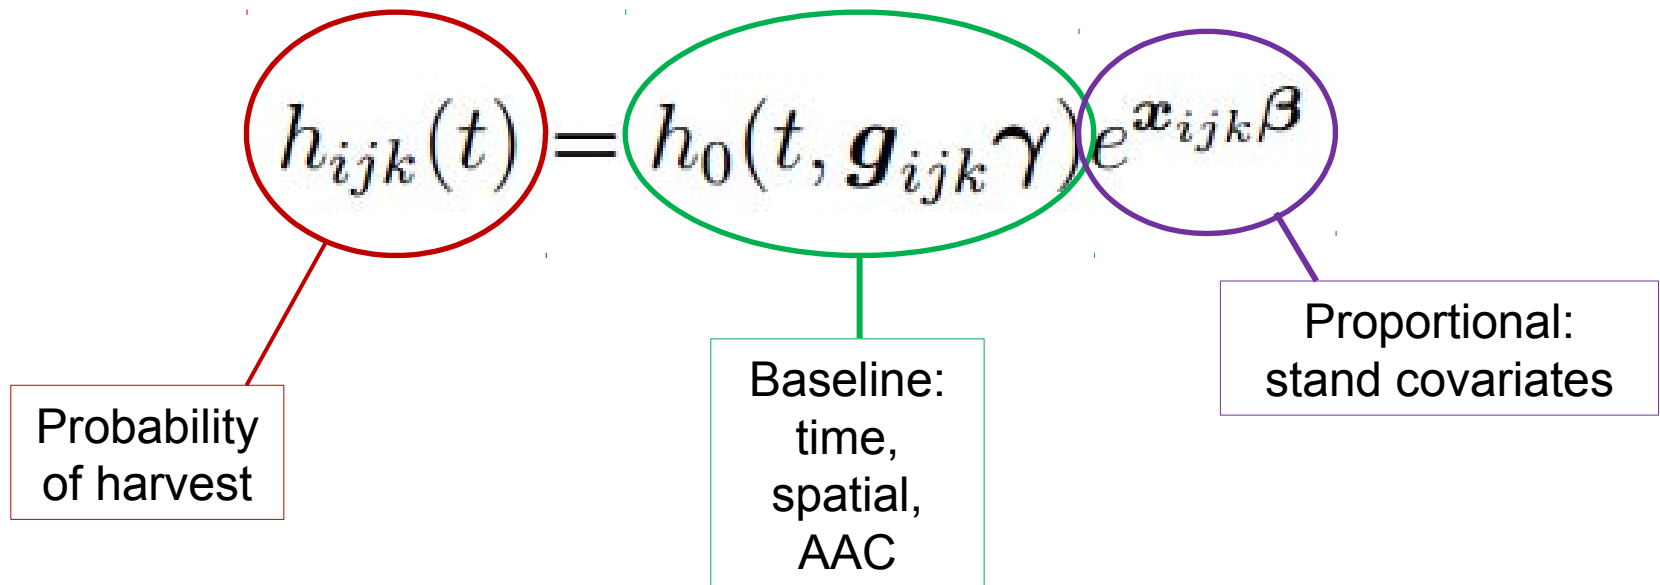 h_{ijk}(t) = h_0(t, g_{ijk}γ)e^{x_{ijk}β}
Probability
of harvest
Baseline:
time,
spatial,
AAC
Proportional:
stand covariates